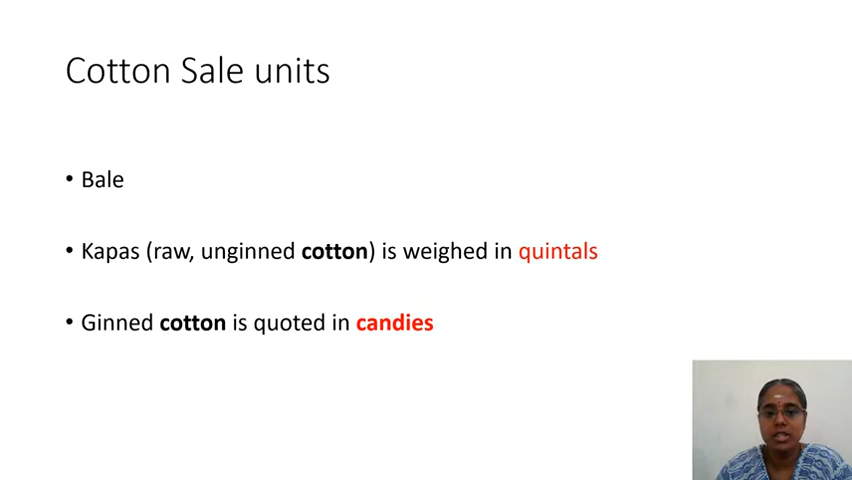 Cotton Sale units
• Bale
• Kapas (raw, unginned cotton) is weighed in quintals
• Ginned cotton is quoted in candies